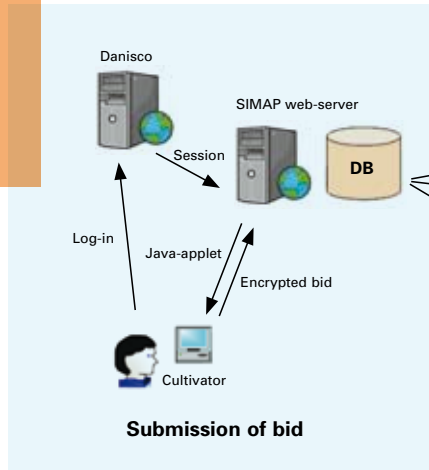 Danisco
SIMAP web-server
DB
Session
Log-in
Java-applet
Encrypted bid
Cultivator
Submission of bid